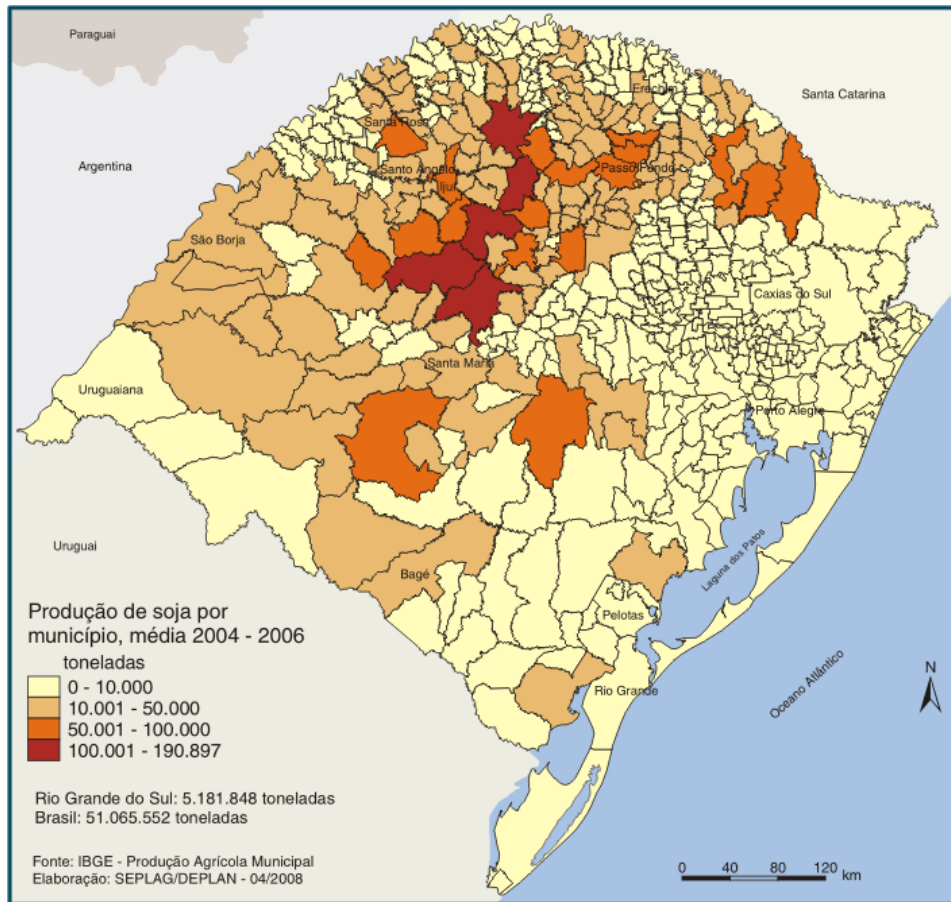 Paraguai
Santa Catarina
Erechim
Santa Rosa
Argentina
Santo Ângelo
Passo Fundo
Ijuí
São Borja
Caxias do Sul
Santa Maria
Uruguaiana
Porto Alegre
Uruguai
Laguna dos Patos
Bagé
Pelotas
Rio Grande
Oceano Atlântico
N
Produção de soja por
município, média 2004 - 2006
toneladas
0 - 10.000
10.001 - 50.000
50.001 - 100.000
100.001 - 190.897
Rio Grande do Sul: 5.181.848 toneladas
Brasil: 51.065.552 toneladas
Fonte: IBGE - Produção Agrícola Municipal
Elaboração: SEPLAG/DEPLAN - 04/2008
0 40 80 120
km